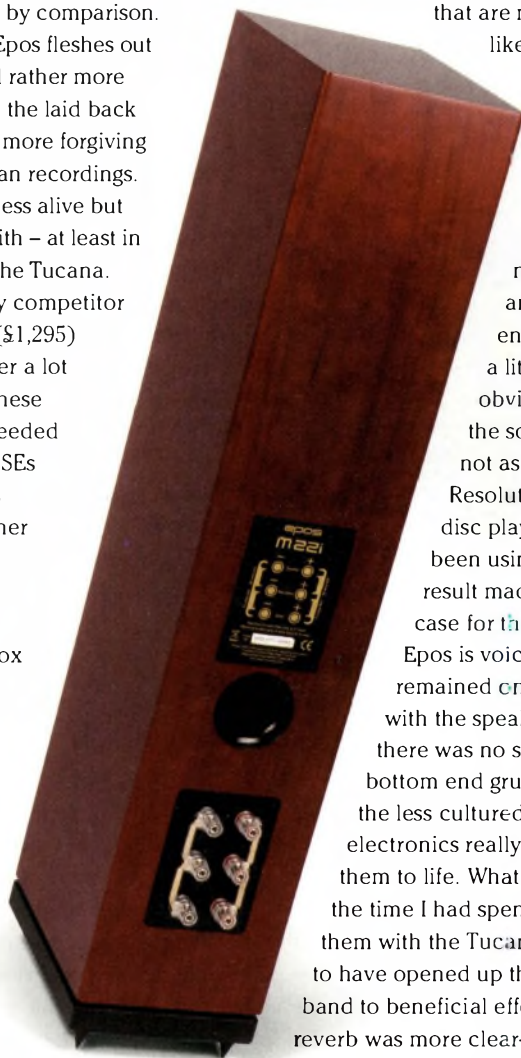 by comparison.
Epos fleshes out
rather more
the laid back
more forgiving
an recordings.
ess alive but
ith – at least in
he Tucana.
y competitor
(£1,295)
er a lot
hese
eeded
SEs
her
ox
that are
like
en
a lit
obvi
the so
not as
Resolut
disc play
been usin
result mad
case for th
Epos is voic
remained on
with the spea
there was no s
bottom end gru
the less cultured
electronics really
them to life. What
the time I had spen
them with the Tucan
to have opened up th
band to beneficial effe
reverb was more clear-
epos
M22i